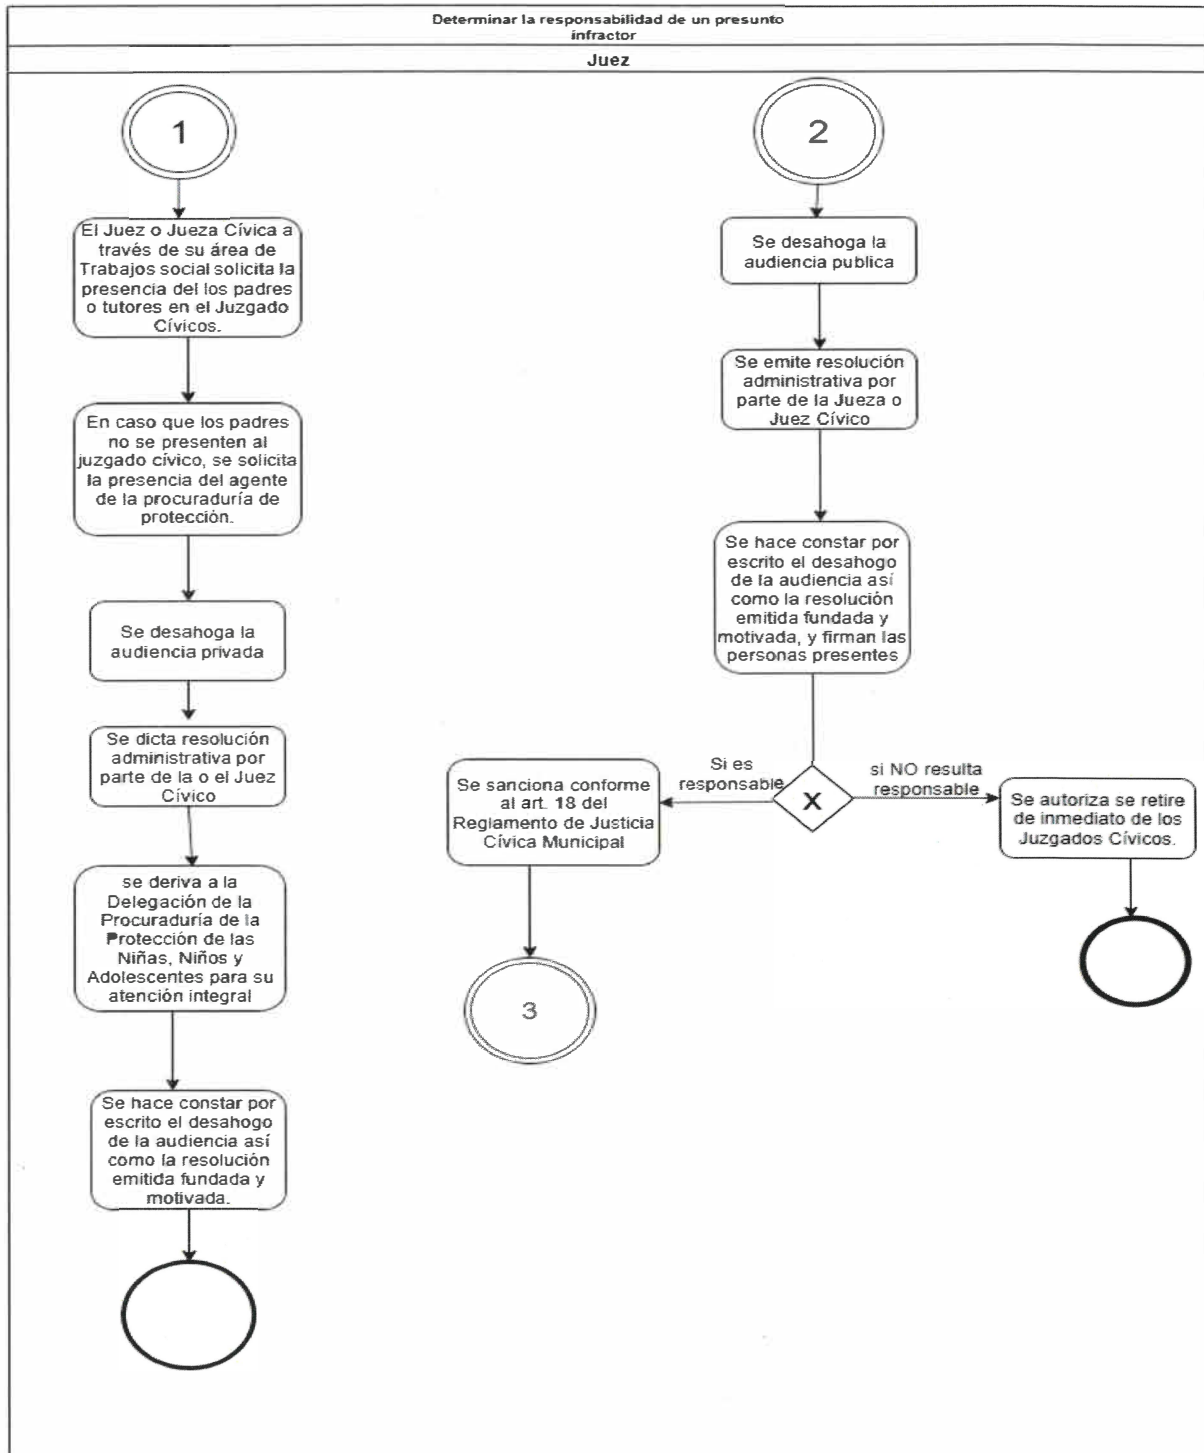 Determinar la responsabilidad de un presunto
infractor
Juez
1
El Juez o Jueza Cívica a
través de su área de
Trabajos social solicita la
presencia del los padres
o tutores en el Juzgado
Cívicos.
En caso que los padres
no se presenten al
juzgado cívico, se solicita
la presencia del agente
de la procuraduría de
protección.
Se desahoga la
audiencia privada
Se dicta resolución
administrativa por
parte de la o el Juez
Cívico
se deriva a la
Delegación de la
Procuraduría de la
Protección de las
Niñas, Niños y
Adolescentes para su
atención integral
Se hace constar por
escrito el desahogo
de la audiencia así
como la resolución
emitida fundada y
motivada.
2
Se desahoga la
audiencia publica
Se emite resolución
administrativa por
parte de la Jueza o
Juez Cívico
Se hace constar por
escrito el desahogo
de la audiencia así
como la resolución
emitida fundada y
motivada, y firman las
personas presentes
X
Si es
responsable
Se sanciona conforme
al art. 18 del
Reglamento de Justicia
Cívica Municipal
3
si NO resulta
responsable
Se autoriza se retire
de inmediato de los
Juzgados Cívicos.